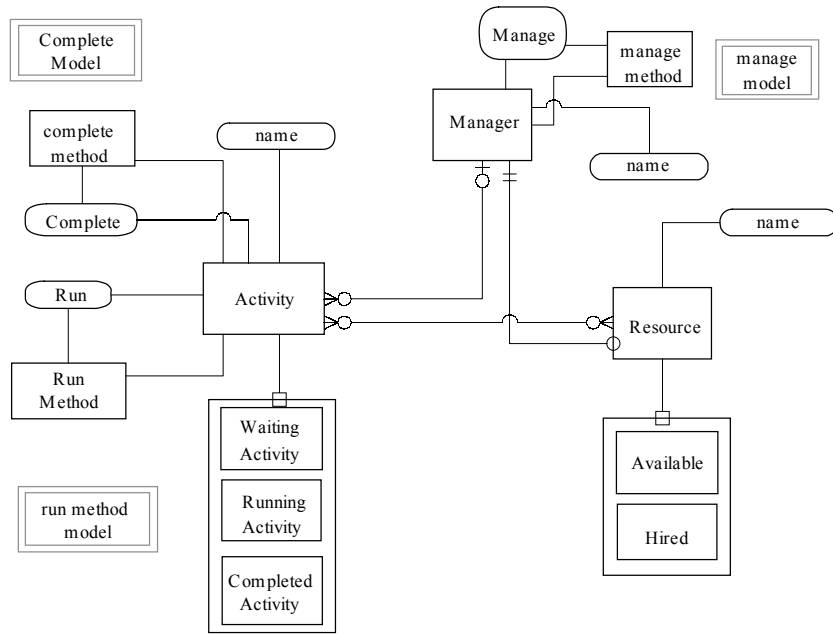 Complete
Model
Manage
manage
method
manage
model
complete
method
name
Manager
name
Complete
name
Run
Activity
Resource
Run
Method
Waiting
Activity
Available
Running
Activity
run method
model
Hired
Completed
Activity